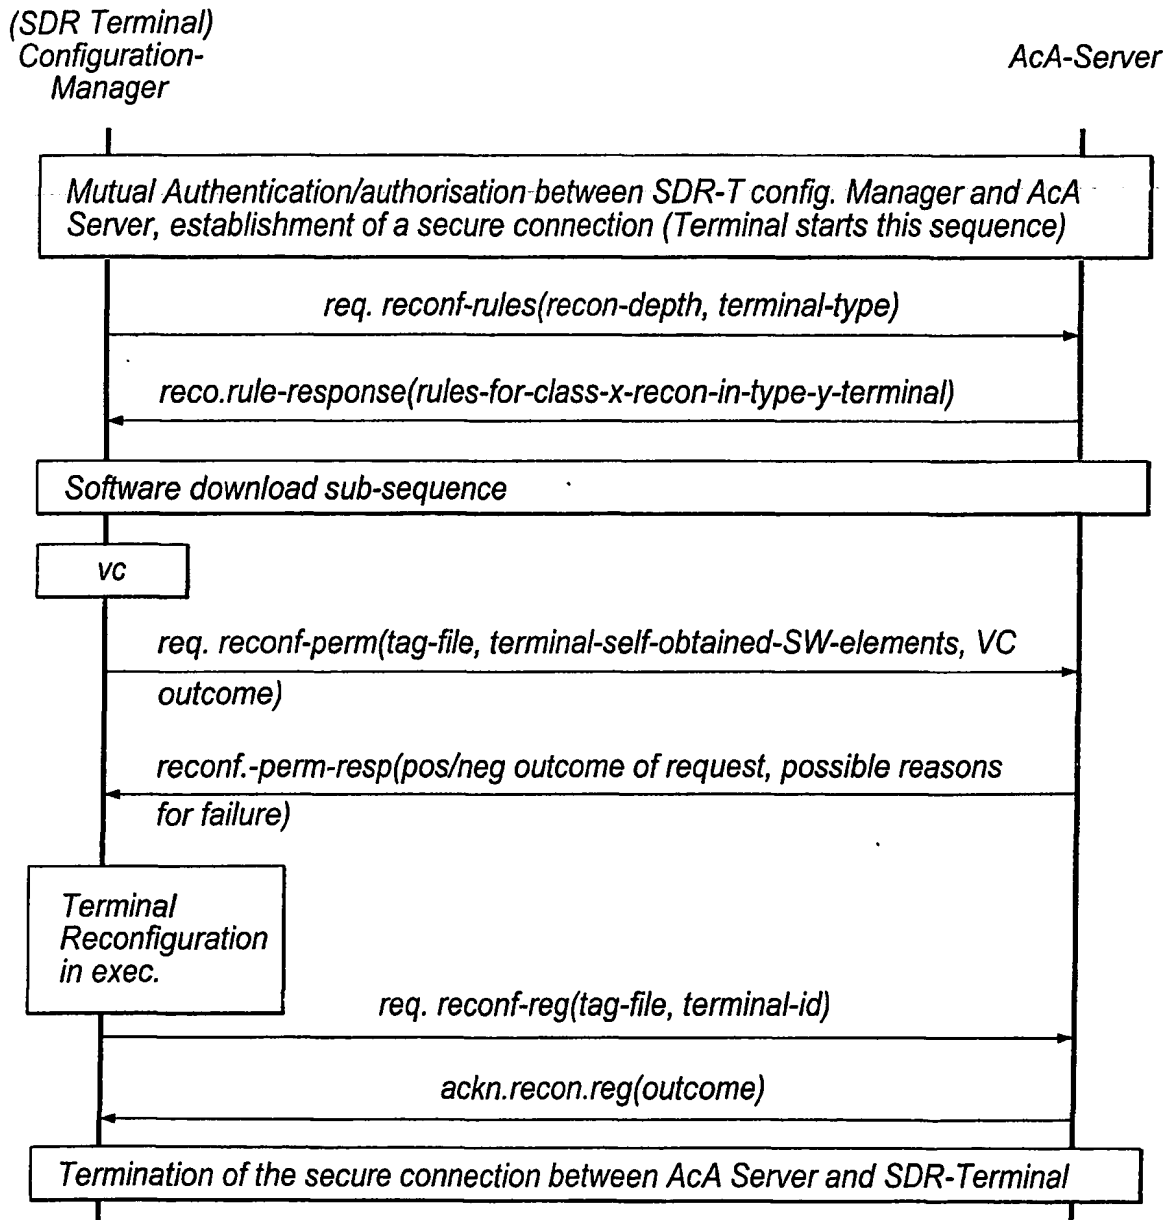 (SDR Terminal)
Configuration-
Manager
AcA-Server
Mutual Authentication/authorisation between SDR-T config. Manager and AcA
Server, establishment of a secure connection (Terminal starts this sequence)
req. reconf-rules(recon-depth, terminal-type)
reco.rule-response(rules-for-class-x-recon-in-type-y-terminal)
Software download sub-sequence
vc
req. reconf-perm(tag-file, terminal-self-obtained-SW-elements, VC
outcome)
reconf.-perm-resp(pos/neg outcome of request, possible reasons
for failure)
Terminal
Reconfiguration
in exec.
req. reconf-reg(tag-file, terminal-id)
ackn.recon.reg(outcome)
Termination of the secure connection between AcA Server and SDR-Terminal